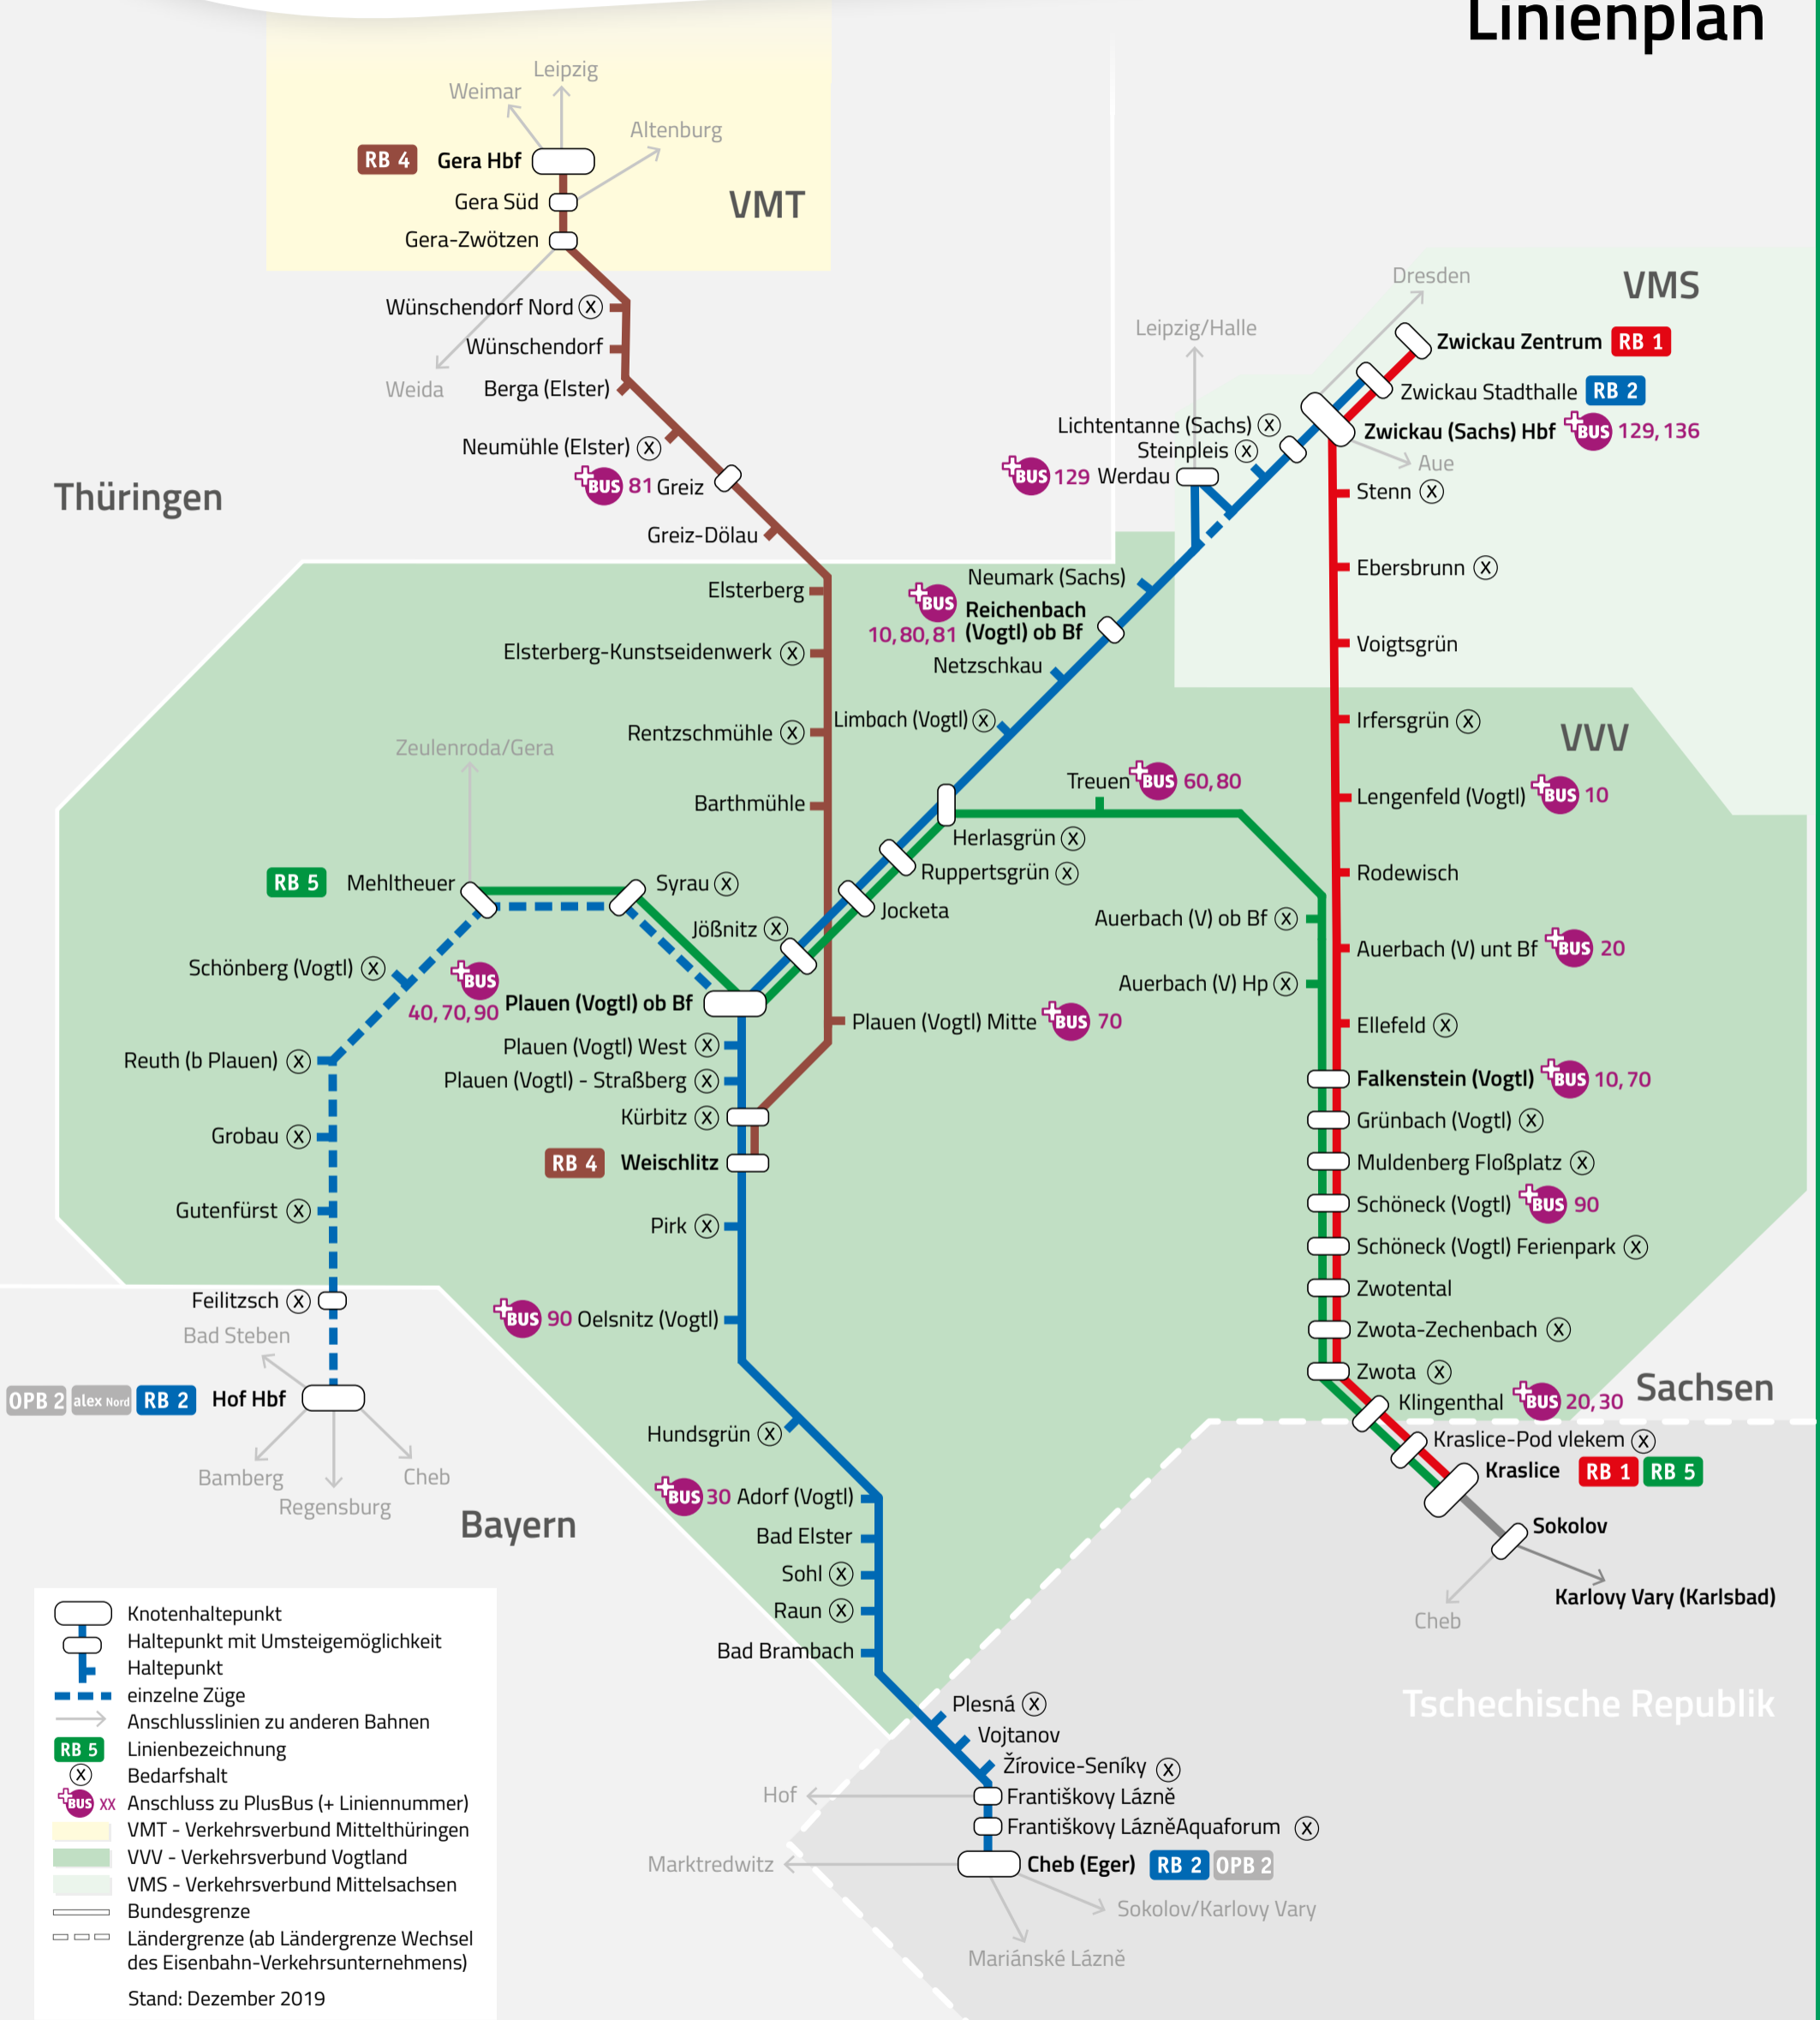 Linienplan
Leipzig
Weimar
Altenburg
RB 4 Gera Hbf
Gera Süd
VMT
Gera-Zwötzen
Dresden
VMS
Wünschendorf Nord X
Leipzig/Halle
Zwickau Zentrum RB 1
Wünschendorf
Weida
Berga (Elster)
Zwickau Stadthalle RB 2
Lichtentanne (Sachs) X
Zwickau (Sachs) Hbf +BUS 129, 136
Neumühle (Elster) X
Steinpleis X
Aue
+BUS 129 Werdau
+BUS 81 Greiz
Stenn X
Thüringen
Greiz-Dölau
Ebersbrunn X
Neumark (Sachs)
Elsterberg
+BUS Reichenbach
10, 80, 81 (Vogtl) ob Bf
Voigtsgrün
Elsterberg-Kunstseidenwerk X
Netzschkau
Limbach (Vogtl) X
Irfersgrün X
Rentzschmühle X
VVV
Zeulenroda/Gera
Treuen +BUS 60, 80
Lengenfeld (Vogtl) +BUS 10
Barthmühle
Herlasgrün X
Ruppertsgrün X
Rodewisch
RB 5 Mehltheuer
Syrau X
Jocketa
Auerbach (V) ob Bf X
Jößnitz X
Auerbach (V) unt Bf +BUS 20
Schönberg (Vogtl) X
Auerbach (V) Hp X
+BUS
40, 70, 90
Plauen (Vogtl) ob Bf
Plauen (Vogtl) Mitte +BUS 70
Ellefeld X
Plauen (Vogtl) West X
Reuth (b Plauen) X
Plauen (Vogtl) - Straßberg X
Falkenstein (Vogtl) +BUS 10, 70
Kürbitz X
Grünbach (Vogtl) X
Grobau X
RB 4 Weischlitz
Muldenberg Floßplatz X
Gutenfürst X
Schöneck (Vogtl) +BUS 90
Pirk X
Schöneck (Vogtl) Ferienpark X
Zwotental
Feilitzsch X
+BUS 90 Oelsnitz (Vogtl)
Zwota-Zechenbach X
Bad Steben
Zwota X
Sachsen
OPB 2 alex Nord RB 2 Hof Hbf
Klingenthal +BUS 20, 30
Hundsgrün X
Kraslice-Pod vlekem X
Bamberg
Cheb
Regensburg
Kraslice RB 1 RB 5
+BUS 30 Adorf (Vogtl)
Bayern
Sokolov
Bad Elster
Sohl X
Karlovy Vary (Karlsbad)
Raun X
Cheb
Bad Brambach
Tschechische Republik
Plesná X
Vojtanov
Žírovice-Seníky X
Hof
Františkovy Lázně
Františkovy LázněAquaforum X
Marktredwitz
Cheb (Eger) RB 2 OPB 2
Sokolov/Karlovy Vary
Mariánské Lázně
Knotenhaltepunkt
Haltepunkt mit Umsteigemöglichkeit
Haltepunkt
einzelne Züge
Anschlusslinien zu anderen Bahnen
RB 5 Linienbezeichnung
X Bedarfshalt
+BUS XX Anschluss zu PlusBus (+ Liniennummer)
VMT - Verkehrsverbund Mittelthüringen
VVV - Verkehrsverbund Vogtland
VMS - Verkehrsverbund Mittelsachsen
Bundesgrenze
Ländergrenze (ab Ländergrenze Wechsel
des Eisenbahn-Verkehrsunternehmens)
Stand: Dezember 2019